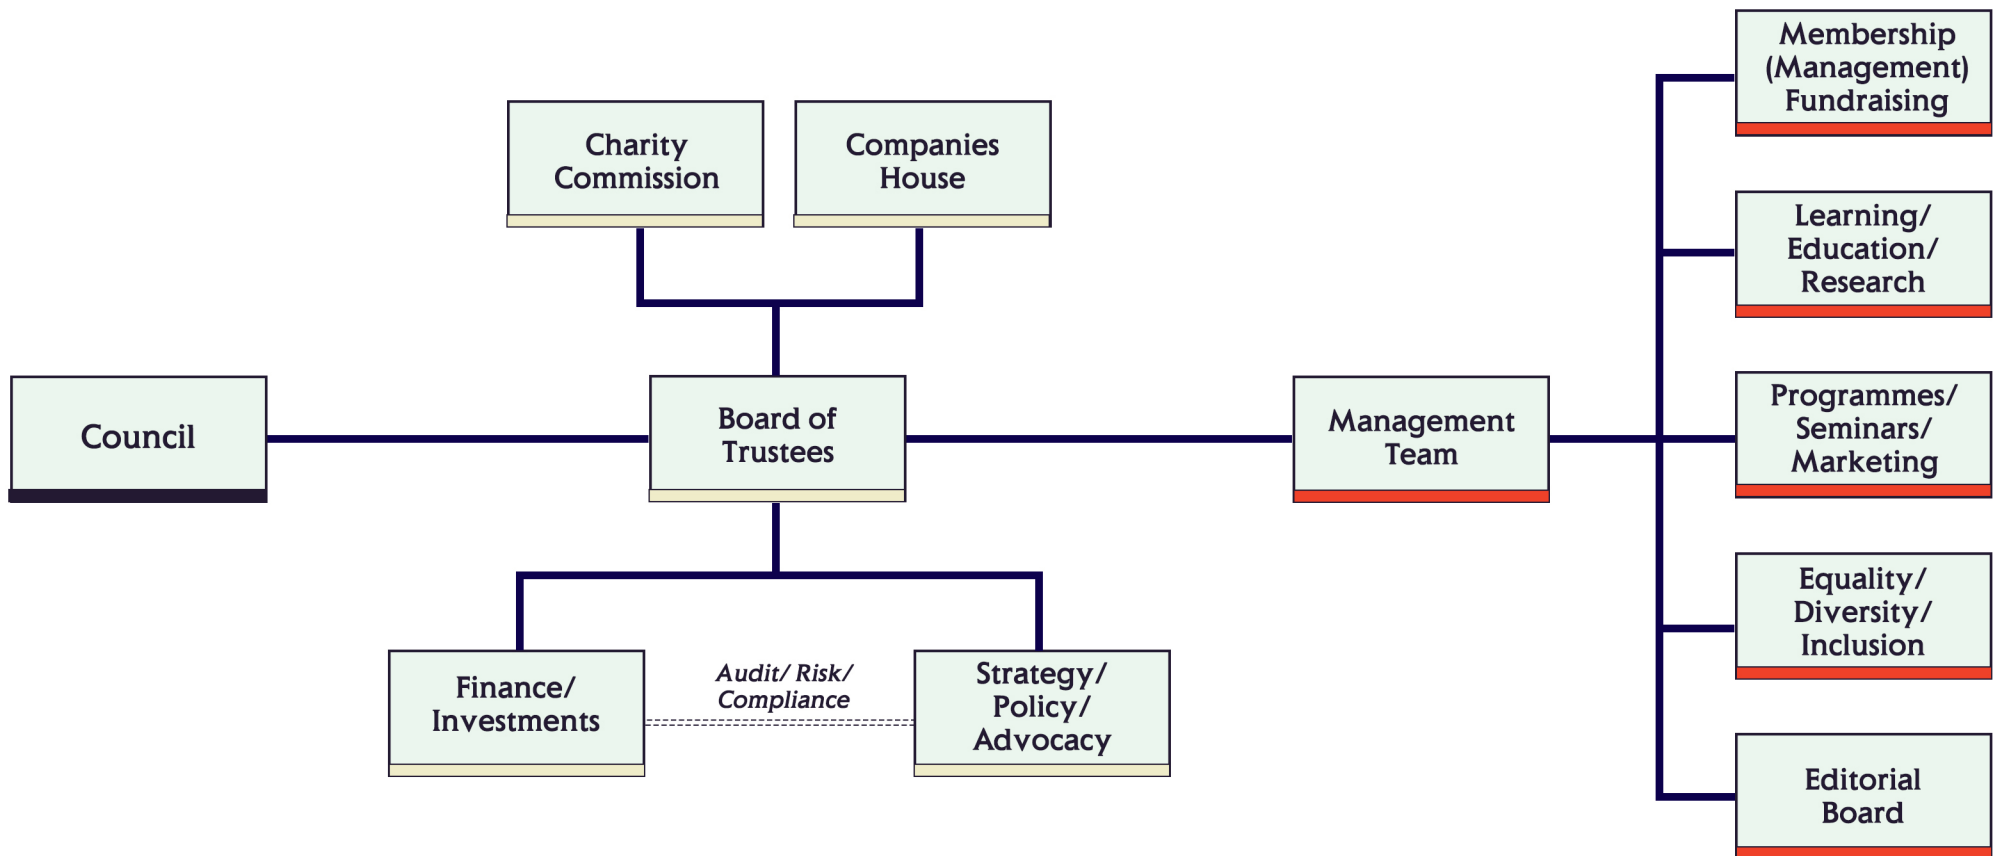 Membership
(Management)
Fundraising
Charity
Commission
Companies
House
Learning/
Education/
Research
Council
Board of
Trustees
Management
Team
Programmes/
Seminars/
Marketing
Finance/
Investments
Audit/ Risk/
Compliance
Strategy/
Policy/
Advocacy
Equality/
Diversity/
Inclusion
Editorial
Board